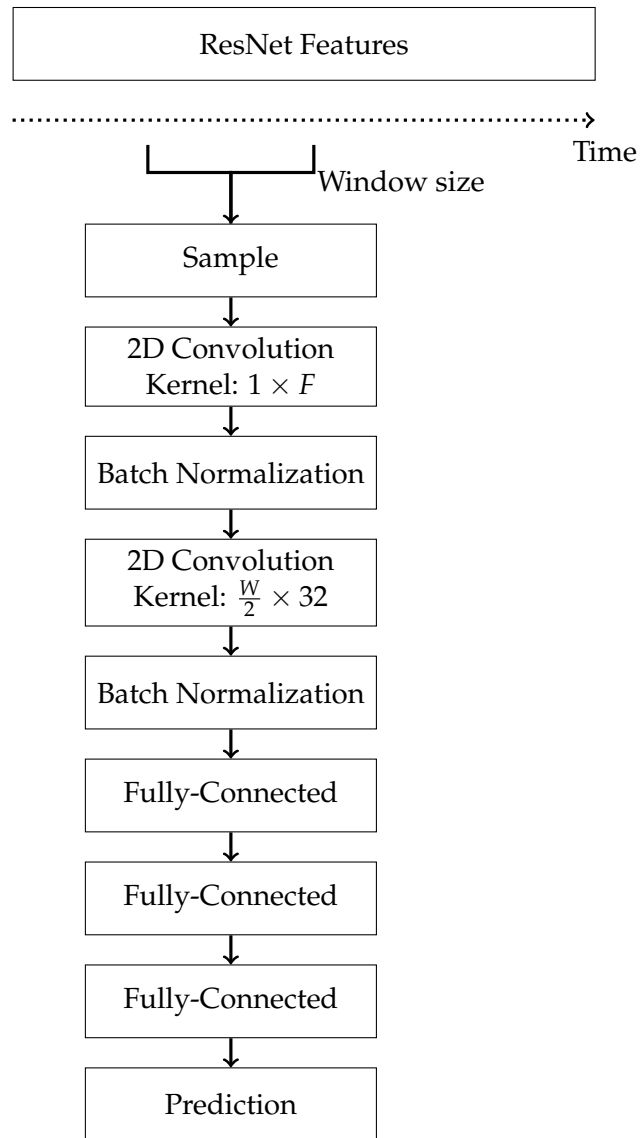 ResNet Features
Time
Window size
Sample
2D Convolution
Kernel: 1 × F
Batch Normalization
2D Convolution
Kernel: W/2 × 32
Batch Normalization
Fully-Connected
Fully-Connected
Fully-Connected
Prediction